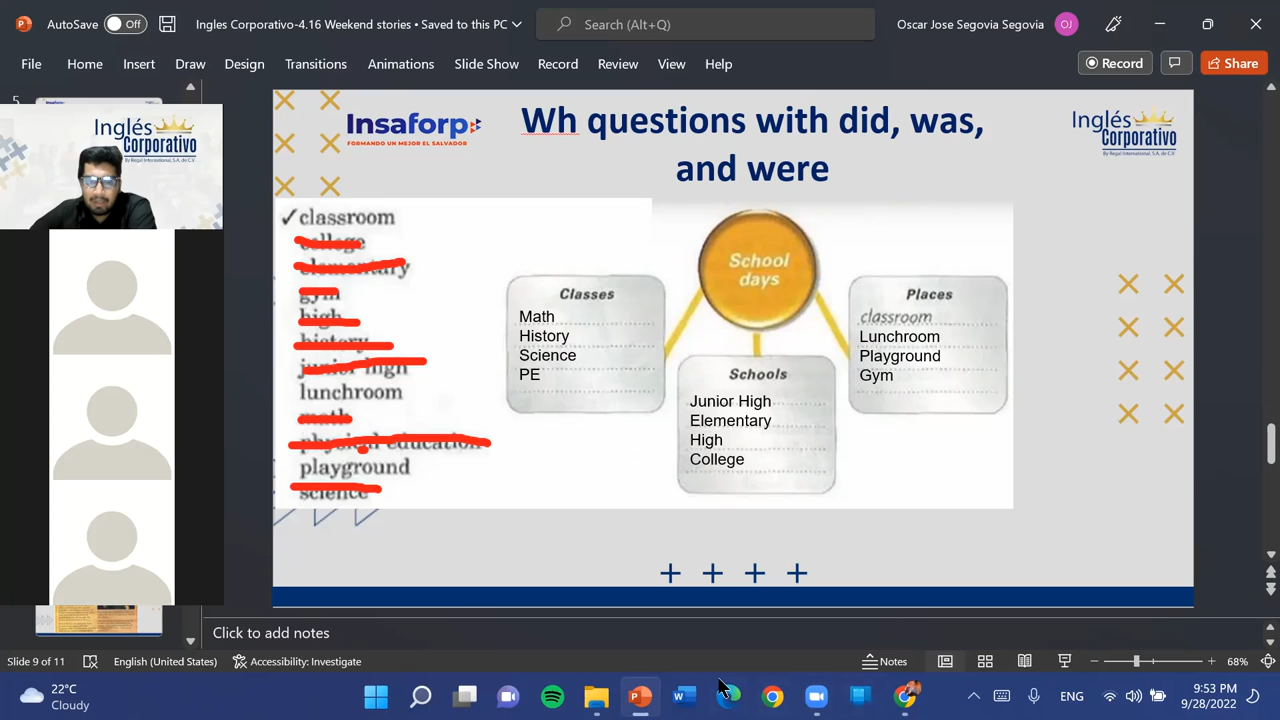 AutoSave Off Ingles Corporativo-4.16 Weekend stories • Saved to this PC Search (Alt+Q) Oscar Jose Segovia Segovia OJ
File Home Insert Draw Design Transitions Animations Slide Show Record Review View Help Record Share
5
Inglés
Corporativo
By Regal International, S.A. de C.V.
Insaforp
FORMANDO UN MEJOR EL SALVADOR
Wh questions with did, was,
and were
Inglés
Corporativo
By Regal International, S.A. de C.V.
✓ classroom
college
elementary
gym
high
history
junior high
lunchroom
math
physical education
playground
science
School
days
Classes
Math
History
Science
PE
Schools
Junior High
Elementary
High
College
Places
classroom
Lunchroom
Playground
Gym
Click to add notes
Slide 9 of 11 English (United States) Accessibility: Investigate Notes 68%
22°C
Cloudy
ENG
9:53 PM
9/28/2022